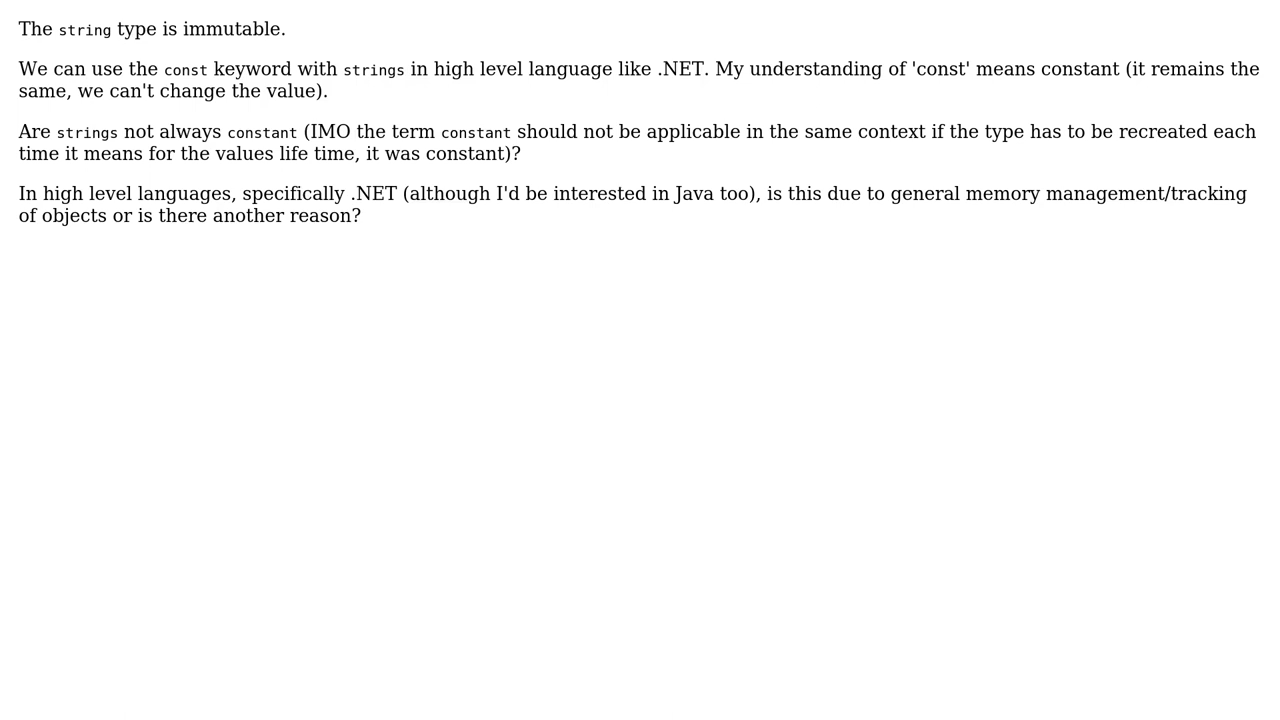 The string type is immutable.
We can use the const keyword with strings in high level language like .NET. My understanding of 'const' means constant (it remains the
same, we can't change the value).
Are strings not always constant (IMO the term constant should not be applicable in the same context if the type has to be recreated each
time it means for the values life time, it was constant)?
In high level languages, specifically .NET (although I'd be interested in Java too), is this due to general memory management/tracking
of objects or is there another reason?